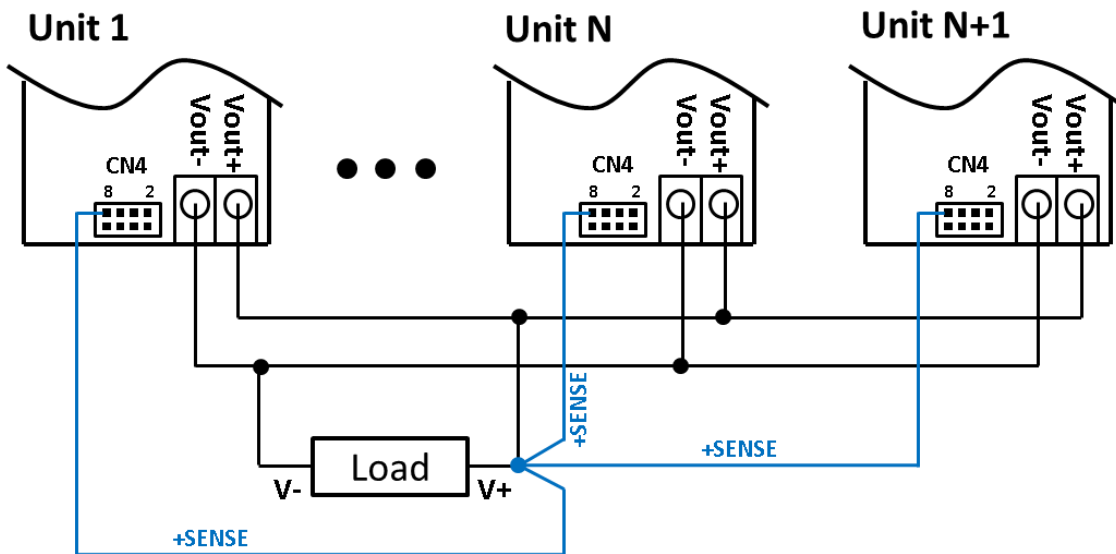 Unit 1
Unit N
Unit N+1
Vout-
Vout+
Vout-
Vout+
Vout-
Vout+
CN4
CN4
CN4
8 2
8 2
8 2
+SENSE
+SENSE
Load
V-
V+
+SENSE